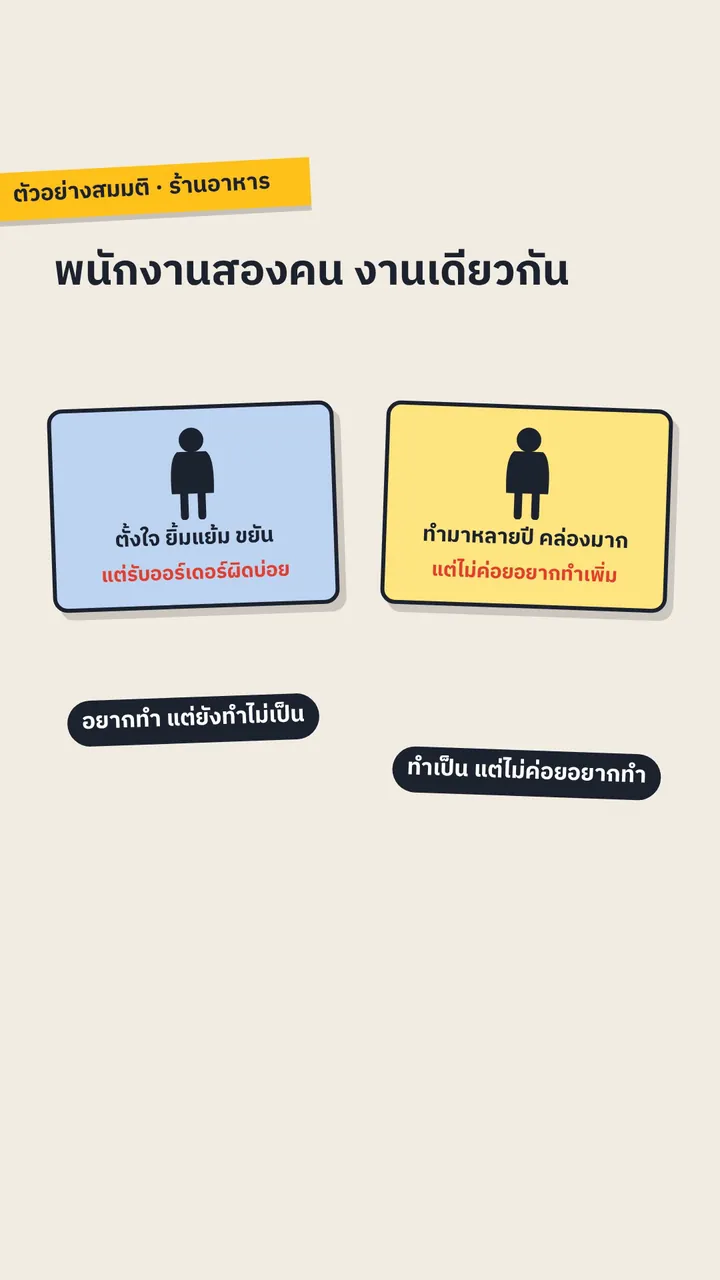 ตัวอย่างสมมติ · ร้านอาหาร
พนักงานสองคน งานเดียวกัน
ตั้งใจ ยิ้มแย้ม ขยัน
แต่รับออร์เดอร์ผิดบ่อย
ทำมาหลายปี คล่องมาก
แต่ไม่ค่อยอยากทำเพิ่ม
อยากทำ แต่ยังทำไม่เป็น
ทำเป็น แต่ไม่ค่อยอยากทำ